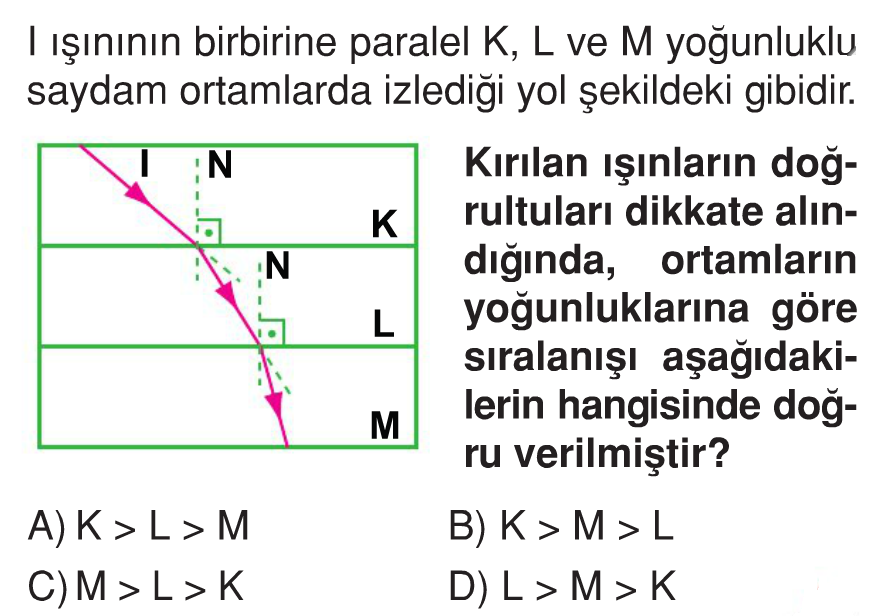 I ışınının birbirine paralel K, L ve M yoğunluklu
saydam ortamlarda izlediği yol şekildeki gibidir.
I
N
K
N
L
M
Kırılan ışınların doğ-
rultuları dikkate alın-
dığında, ortamların
yoğunluklarına göre
sıralanışı aşağıdaki-
lerin hangisinde doğ-
ru verilmiştir?
A) K > L > M
B) K > M > L
C) M > L > K
D) L > M > K